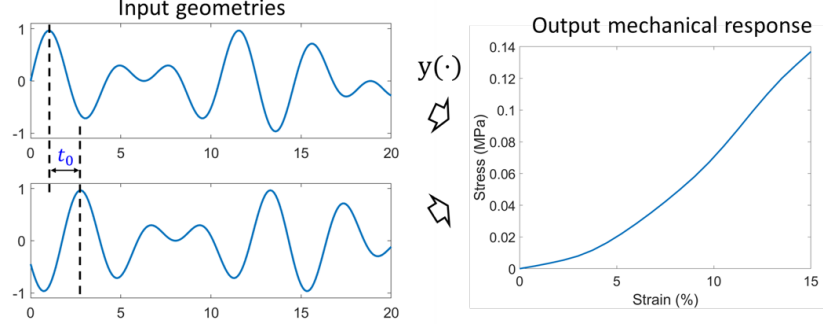 Input geometries
1
0
-1
0 5 10 15 20
t₀
1
0
-1
0 5 10 15 20
y(·)
Output mechanical response
0.14
0.12
0.1
0.08
0.06
0.04
0.02
0
Stress (MPa)
0 5 10 15
Strain (%)